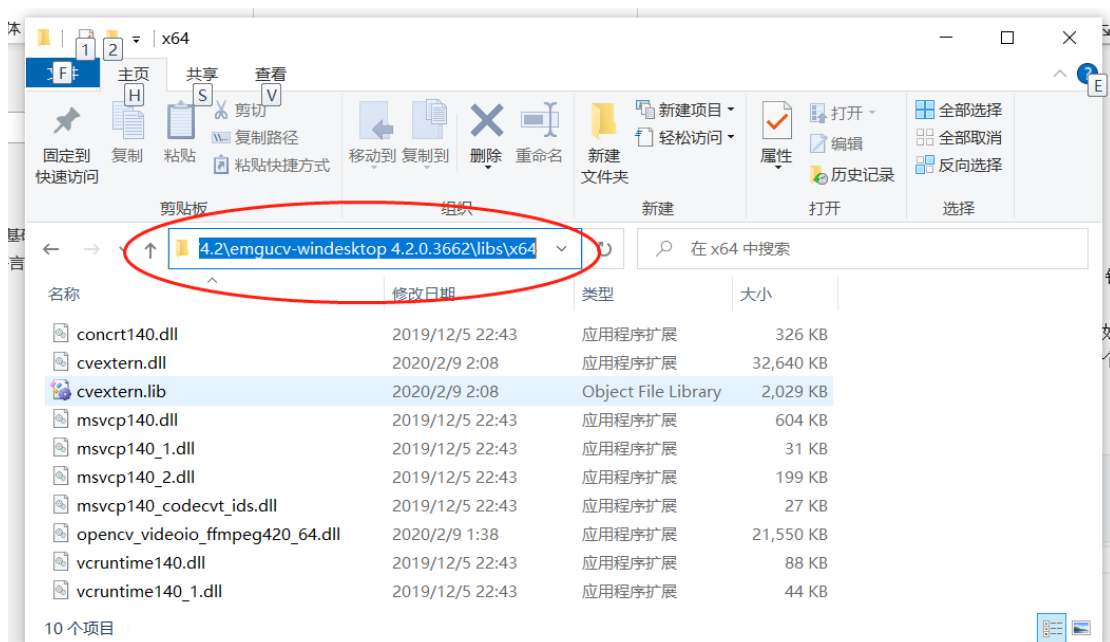 体
1 2 x64
F 主页 共享 查看
H S V E
固定到
快速访问
复制
粘贴
剪切
复制路径
粘贴快捷方式
移动到 复制到 删除 重命名
新建
文件夹
新建项目
轻松访问
属性
打开
编辑
历史记录
全部选择
全部取消
反向选择
剪贴板 组织 新建 打开 选择
4.2\emgucv-windesktop 4.2.0.3662\libs\x64
在 x64 中搜索
名称 修改日期 类型 大小
concrt140.dll 2019/12/5 22:43 应用程序扩展 326 KB
cvextern.dll 2020/2/9 2:08 应用程序扩展 32,640 KB
cvextern.lib 2020/2/9 2:08 Object File Library 2,029 KB
msvcp140.dll 2019/12/5 22:43 应用程序扩展 604 KB
msvcp140_1.dll 2019/12/5 22:43 应用程序扩展 31 KB
msvcp140_2.dll 2019/12/5 22:43 应用程序扩展 199 KB
msvcp140_codecvt_ids.dll 2019/12/5 22:43 应用程序扩展 27 KB
opencv_videoio_ffmpeg420_64.dll 2020/2/9 1:38 应用程序扩展 21,550 KB
vcruntime140.dll 2019/12/5 22:43 应用程序扩展 88 KB
vcruntime140_1.dll 2019/12/5 22:43 应用程序扩展 44 KB
10 个项目